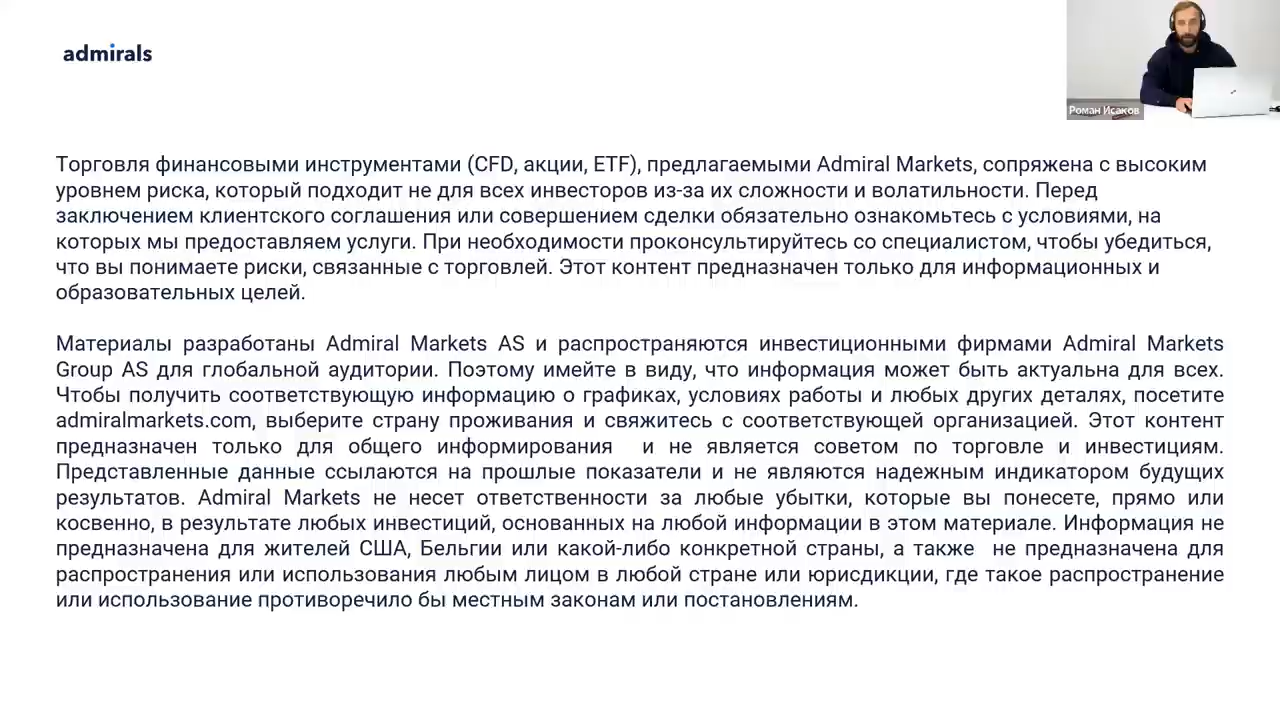 admirals
Роман Исаков
Торговля финансовыми инструментами (CFD, акции, ETF), предлагаемыми Admiral Markets, сопряжена с высоким
уровнем риска, который подходит не для всех инвесторов из-за их сложности и волатильности. Перед
заключением клиентского соглашения или совершением сделки обязательно ознакомьтесь с условиями, на
которых мы предоставляем услуги. При необходимости проконсультируйтесь со специалистом, чтобы убедиться,
что вы понимаете риски, связанные с торговлей. Этот контент предназначен только для информационных и
образовательных целей.
Материалы разработаны Admiral Markets AS и распространяются инвестиционными фирмами Admiral Markets
Group AS для глобальной аудитории. Поэтому имейте в виду, что информация может быть актуальна для всех.
Чтобы получить соответствующую информацию о графиках, условиях работы и любых других деталях, посетите
admiralmarkets.com, выберите страну проживания и свяжитесь с соответствующей организацией. Этот контент
предназначен только для общего информирования и не является советом по торговле и инвестициям.
Представленные данные ссылаются на прошлые показатели и не являются надежным индикатором будущих
результатов. Admiral Markets не несет ответственности за любые убытки, которые вы понесете, прямо или
косвенно, в результате любых инвестиций, основанных на любой информации в этом материале. Информация не
предназначена для жителей США, Бельгии или какой-либо конкретной страны, а также не предназначена для
распространения или использования любым лицом в любой стране или юрисдикции, где такое распространение
или использование противоречило бы местным законам или постановлениям.